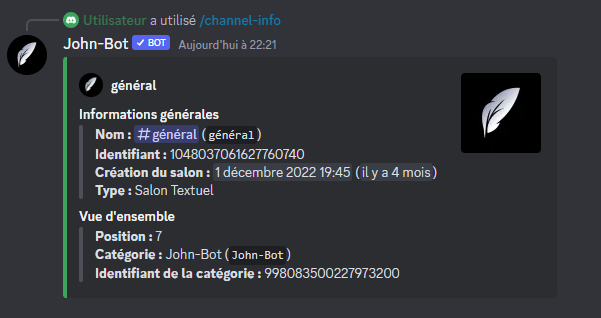 Utilisateur a utilisé /channel-info
John-Bot ✓ BOT Aujourd'hui à 22:21
général
Informations générales
Nom : #général (général)
Identifiant : 1048037061627760740
Création du salon : 1 décembre 2022 19:45 (il y a 4 mois)
Type : Salon Textuel
Vue d'ensemble
Position : 7
Catégorie : John-Bot (John-Bot)
Identifiant de la catégorie : 998083500227973200